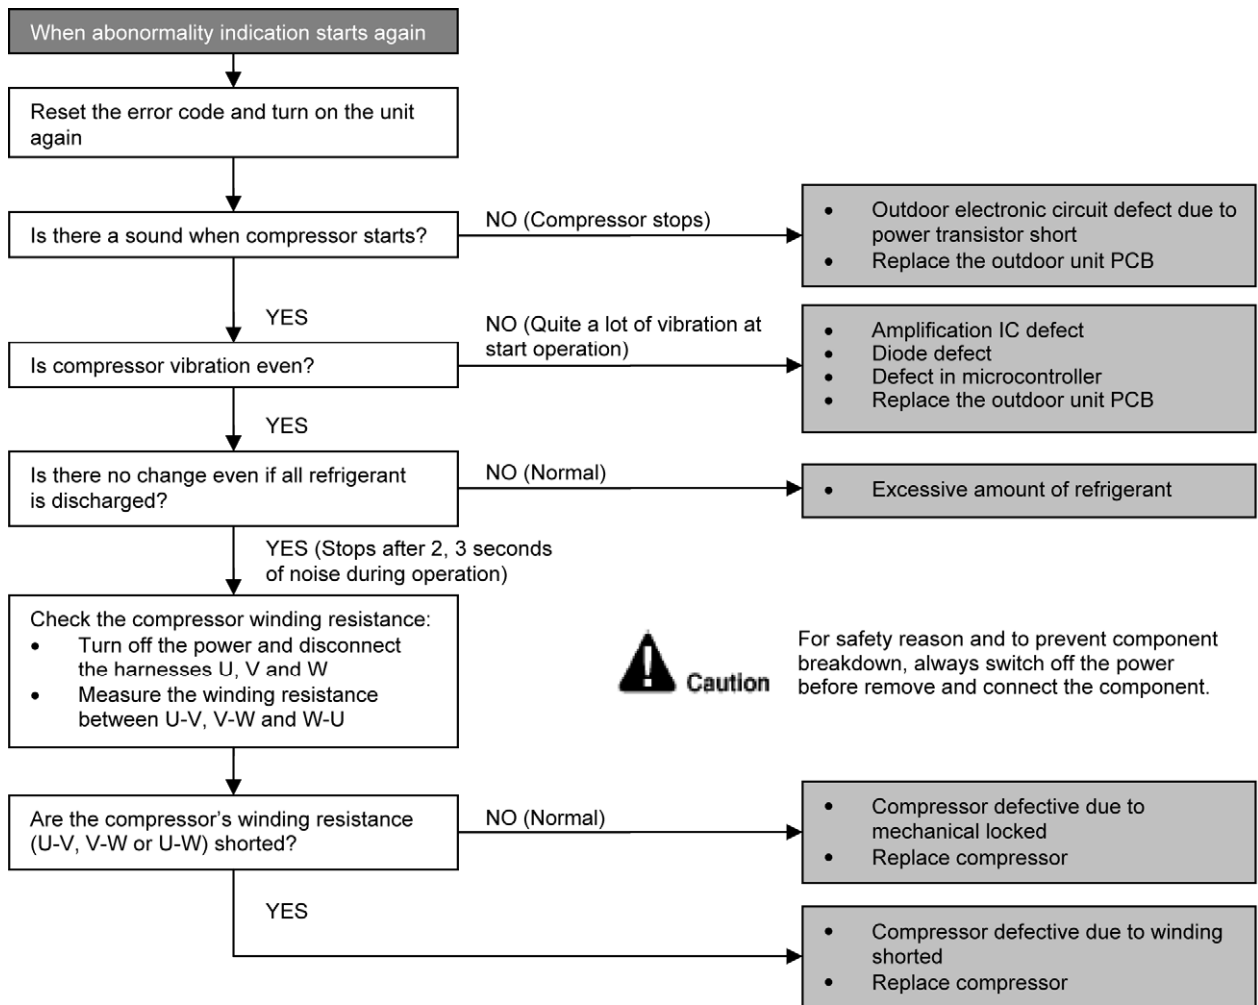 When abonormality indication starts again
Reset the error code and turn on the unit
again
Is there a sound when compressor starts?
NO (Compressor stops)
• Outdoor electronic circuit defect due to
power transistor short
• Replace the outdoor unit PCB
YES
NO (Quite a lot of vibration at
start operation)
Is compressor vibration even?
• Amplification IC defect
• Diode defect
• Defect in microcontroller
• Replace the outdoor unit PCB
YES
Is there no change even if all refrigerant
is discharged?
NO (Normal)
• Excessive amount of refrigerant
YES (Stops after 2, 3 seconds
of noise during operation)
Check the compressor winding resistance:
• Turn off the power and disconnect
the harnesses U, V and W
• Measure the winding resistance
between U-V, V-W and W-U
Caution
For safety reason and to prevent component
breakdown, always switch off the power
before remove and connect the component.
Are the compressor's winding resistance
(U-V, V-W or U-W) shorted?
NO (Normal)
• Compressor defective due to
mechanical locked
• Replace compressor
YES
• Compressor defective due to winding
shorted
• Replace compressor